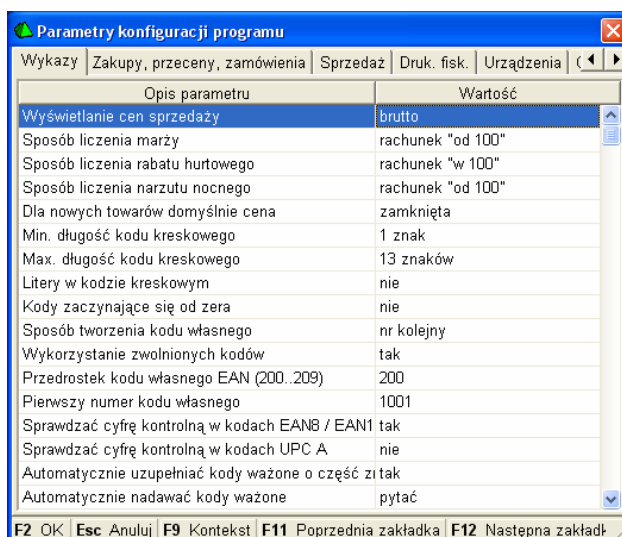 Parametry konfiguracji programu
Wykazy Zakupy, przeceny, zamówienia Sprzedaż Druk. fisk. Urządzenia
Opis parametru Wartość
Wyświetlanie cen sprzedaży brutto
Sposób liczenia marży rachunek "od 100"
Sposób liczenia rabatu hurtowego rachunek "w 100"
Sposób liczenia narzutu nocnego rachunek "od 100"
Dla nowych towarów domyślnie cena zamknięta
Min. długość kodu kreskowego 1 znak
Max. długość kodu kreskowego 13 znaków
Litery w kodzie kreskowym nie
Kody zaczynające się od zera nie
Sposób tworzenia kodu własnego nr kolejny
Wykorzystanie zwolnionych kodów tak
Przedrostek kodu własnego EAN (200..209) 200
Pierwszy numer kodu własnego 1001
Sprawdzać cyfrę kontrolną w kodach EAN8 / EAN1 tak
Sprawdzać cyfrę kontrolną w kodach UPC A nie
Automatycznie uzupełniać kody ważone o część tak
Automatycznie nadawać kody ważone pytać
F2 OK Esc Anuluj F9 Kontekst F11 Poprzednia zakładka F12 Następna zakładk